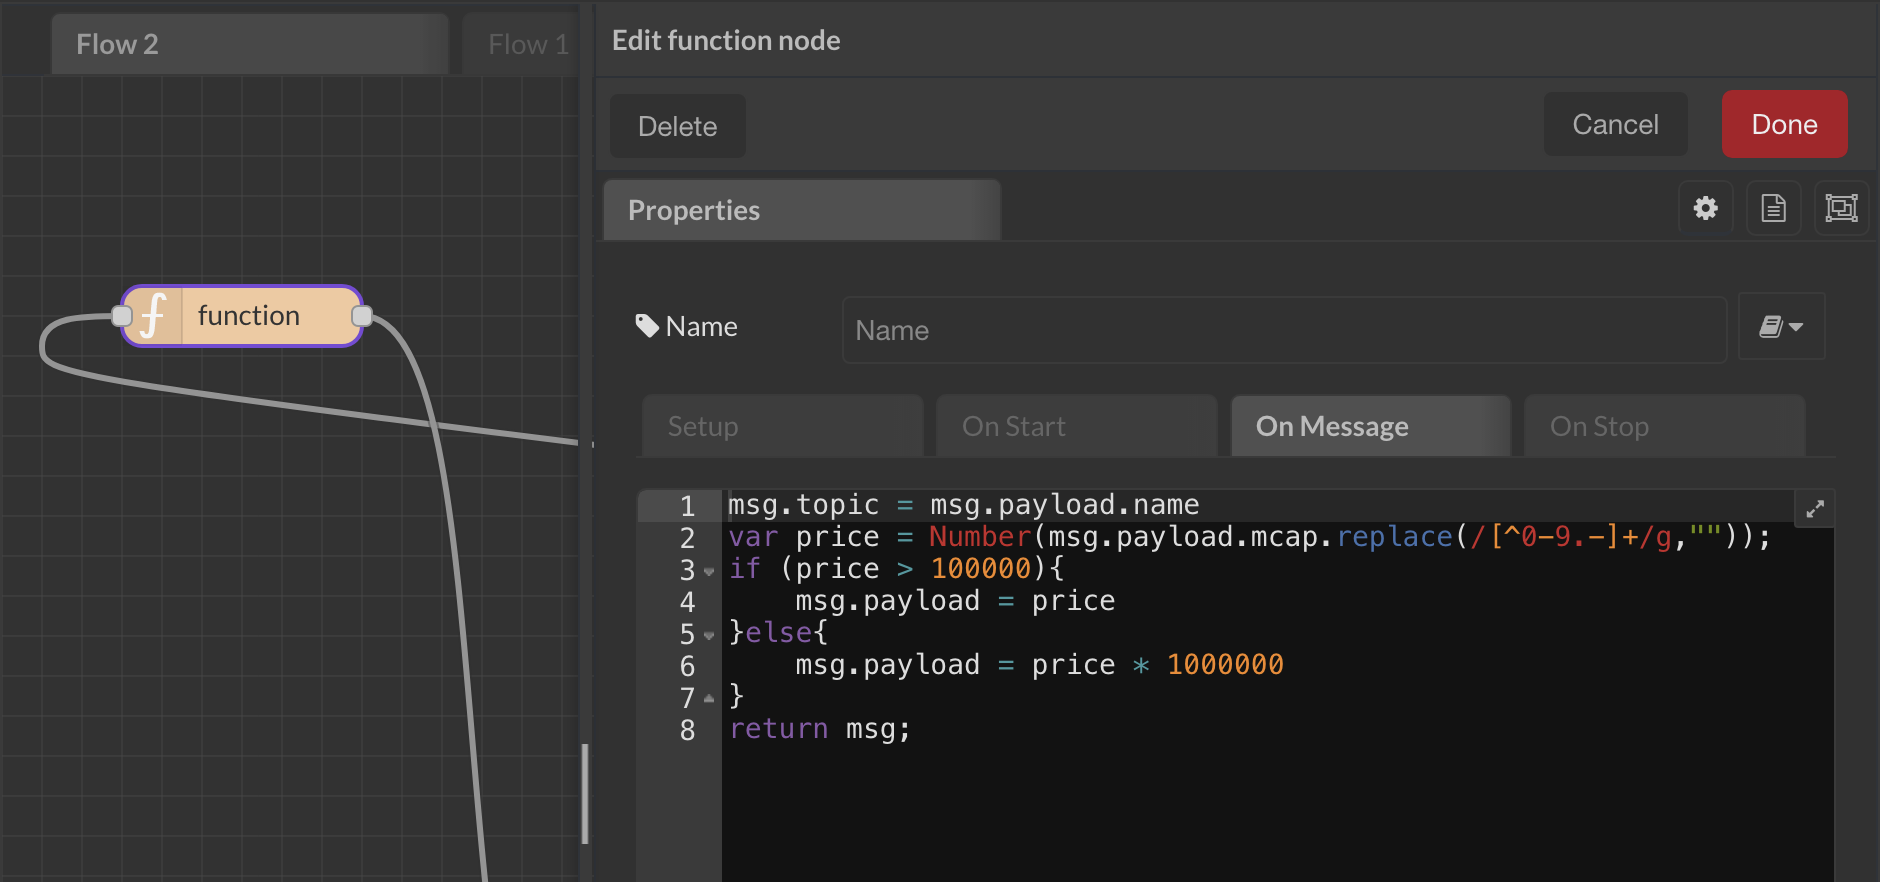 Flow 2
Flow 1
Edit function node
Delete
Cancel
Done
Properties
function
Name
Name
Setup
On Start
On Message
On Stop
1 msg.topic = msg.payload.name
2 var price = Number(msg.payload.mcap.replace(/[^0-9.-]+/g,""));
3 if (price > 100000){
4     msg.payload = price
5 }else{
6     msg.payload = price * 1000000
7 }
8 return msg;